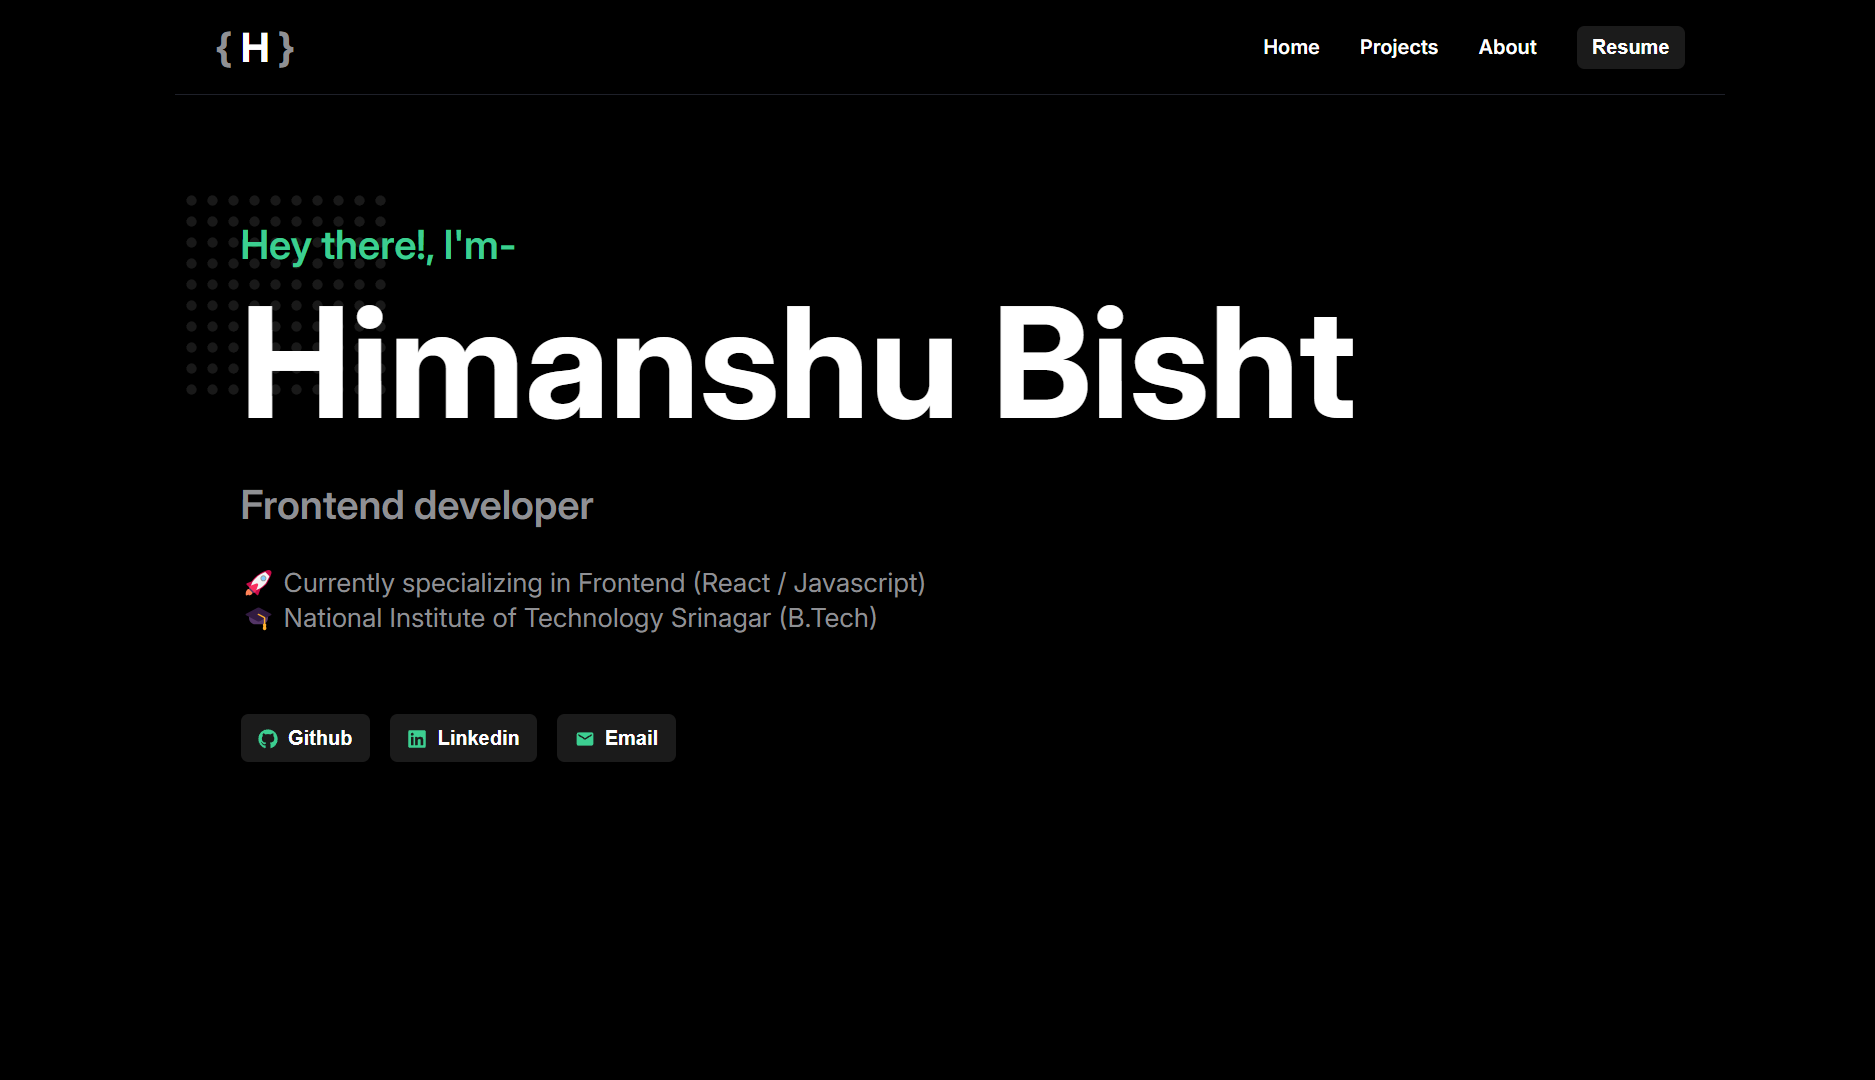 { H }
Home Projects About Resume
Hey there!, I'm-
Himanshu Bisht
Frontend developer
🚀 Currently specializing in Frontend (React / Javascript)
🎓 National Institute of Technology Srinagar (B.Tech)
Github Linkedin Email